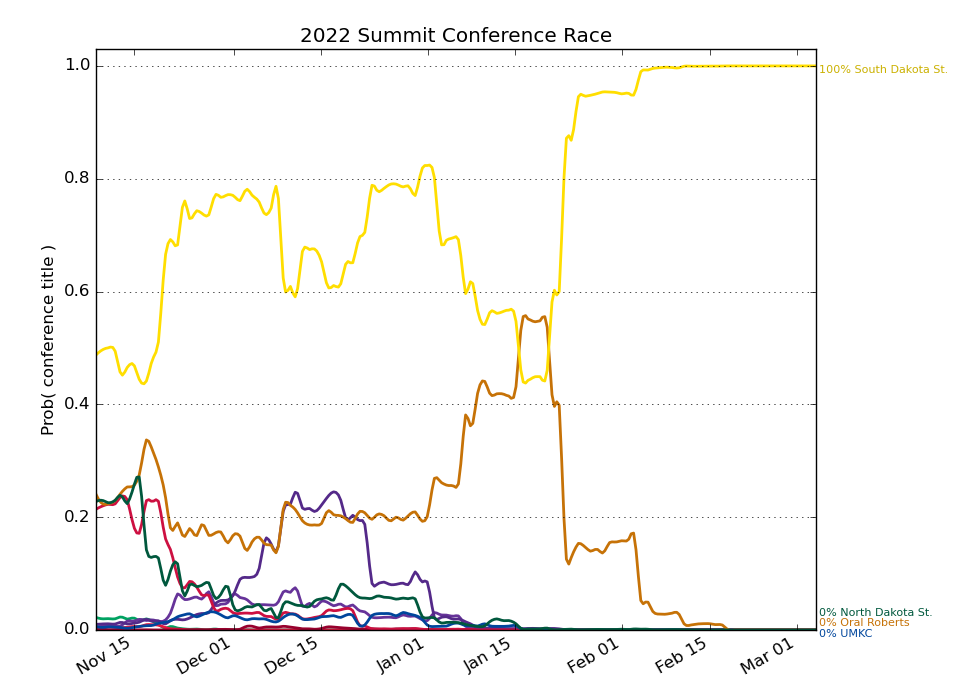 2022 Summit Conference Race
Prob( conference title )
1.0
0.8
0.6
0.4
0.2
0.0
Nov 15
Dec 01
Dec 15
Jan 01
Jan 15
Feb 01
Feb 15
Mar 01
100% South Dakota St.
0% North Dakota St.
0% Oral Roberts
0% UMKC